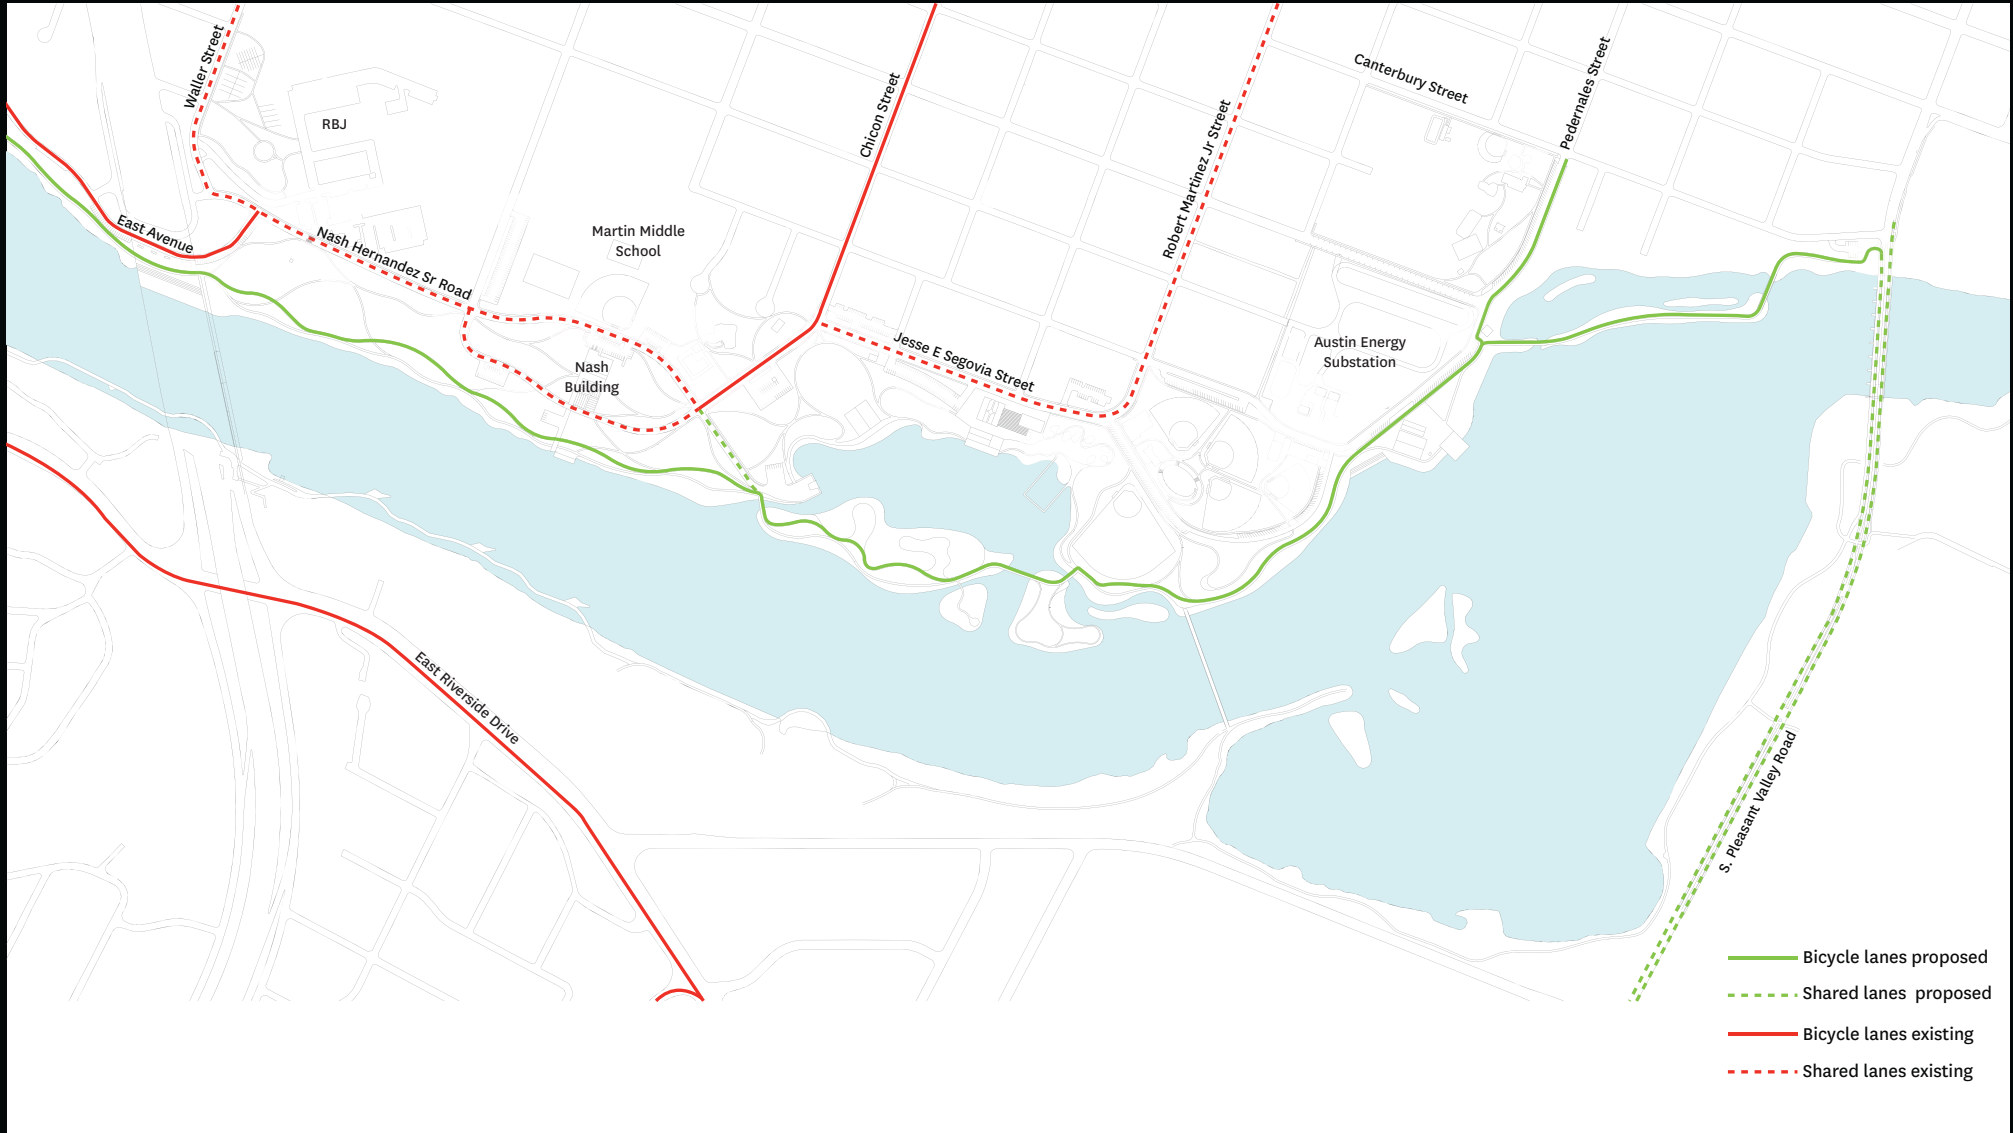 Waller Street
RBJ
Chicon Street
Canterbury Street
Pedernales Street
Robert Martinez Jr Street
East Avenue
Nash Hernandez Sr Road
Martin Middle
School
Nash
Building
Jesse E Segovia Street
Austin Energy
Substation
East Riverside Drive
S. Pleasant Valley Road
Bicycle lanes proposed
Shared lanes proposed
Bicycle lanes existing
Shared lanes existing